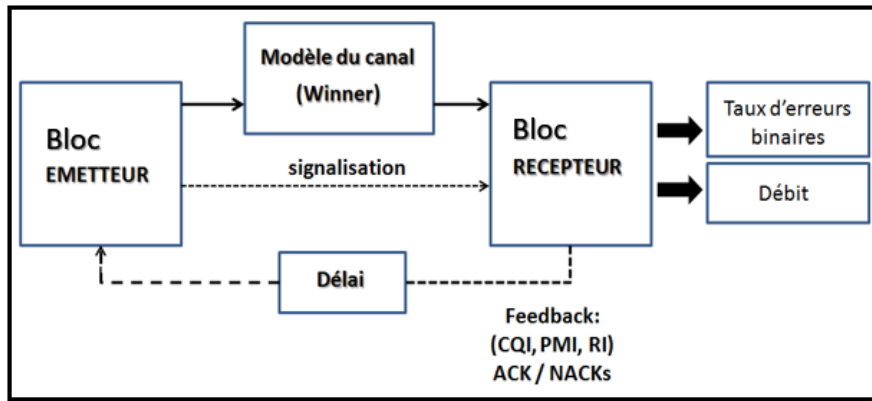 Modèle du canal
(Winner)
Bloc
EMETTEUR
signalisation
Bloc
RECEPTEUR
Taux d'erreurs
binaires
Débit
Délai
Feedback:
(CQI, PMI, RI)
ACK / NACKs